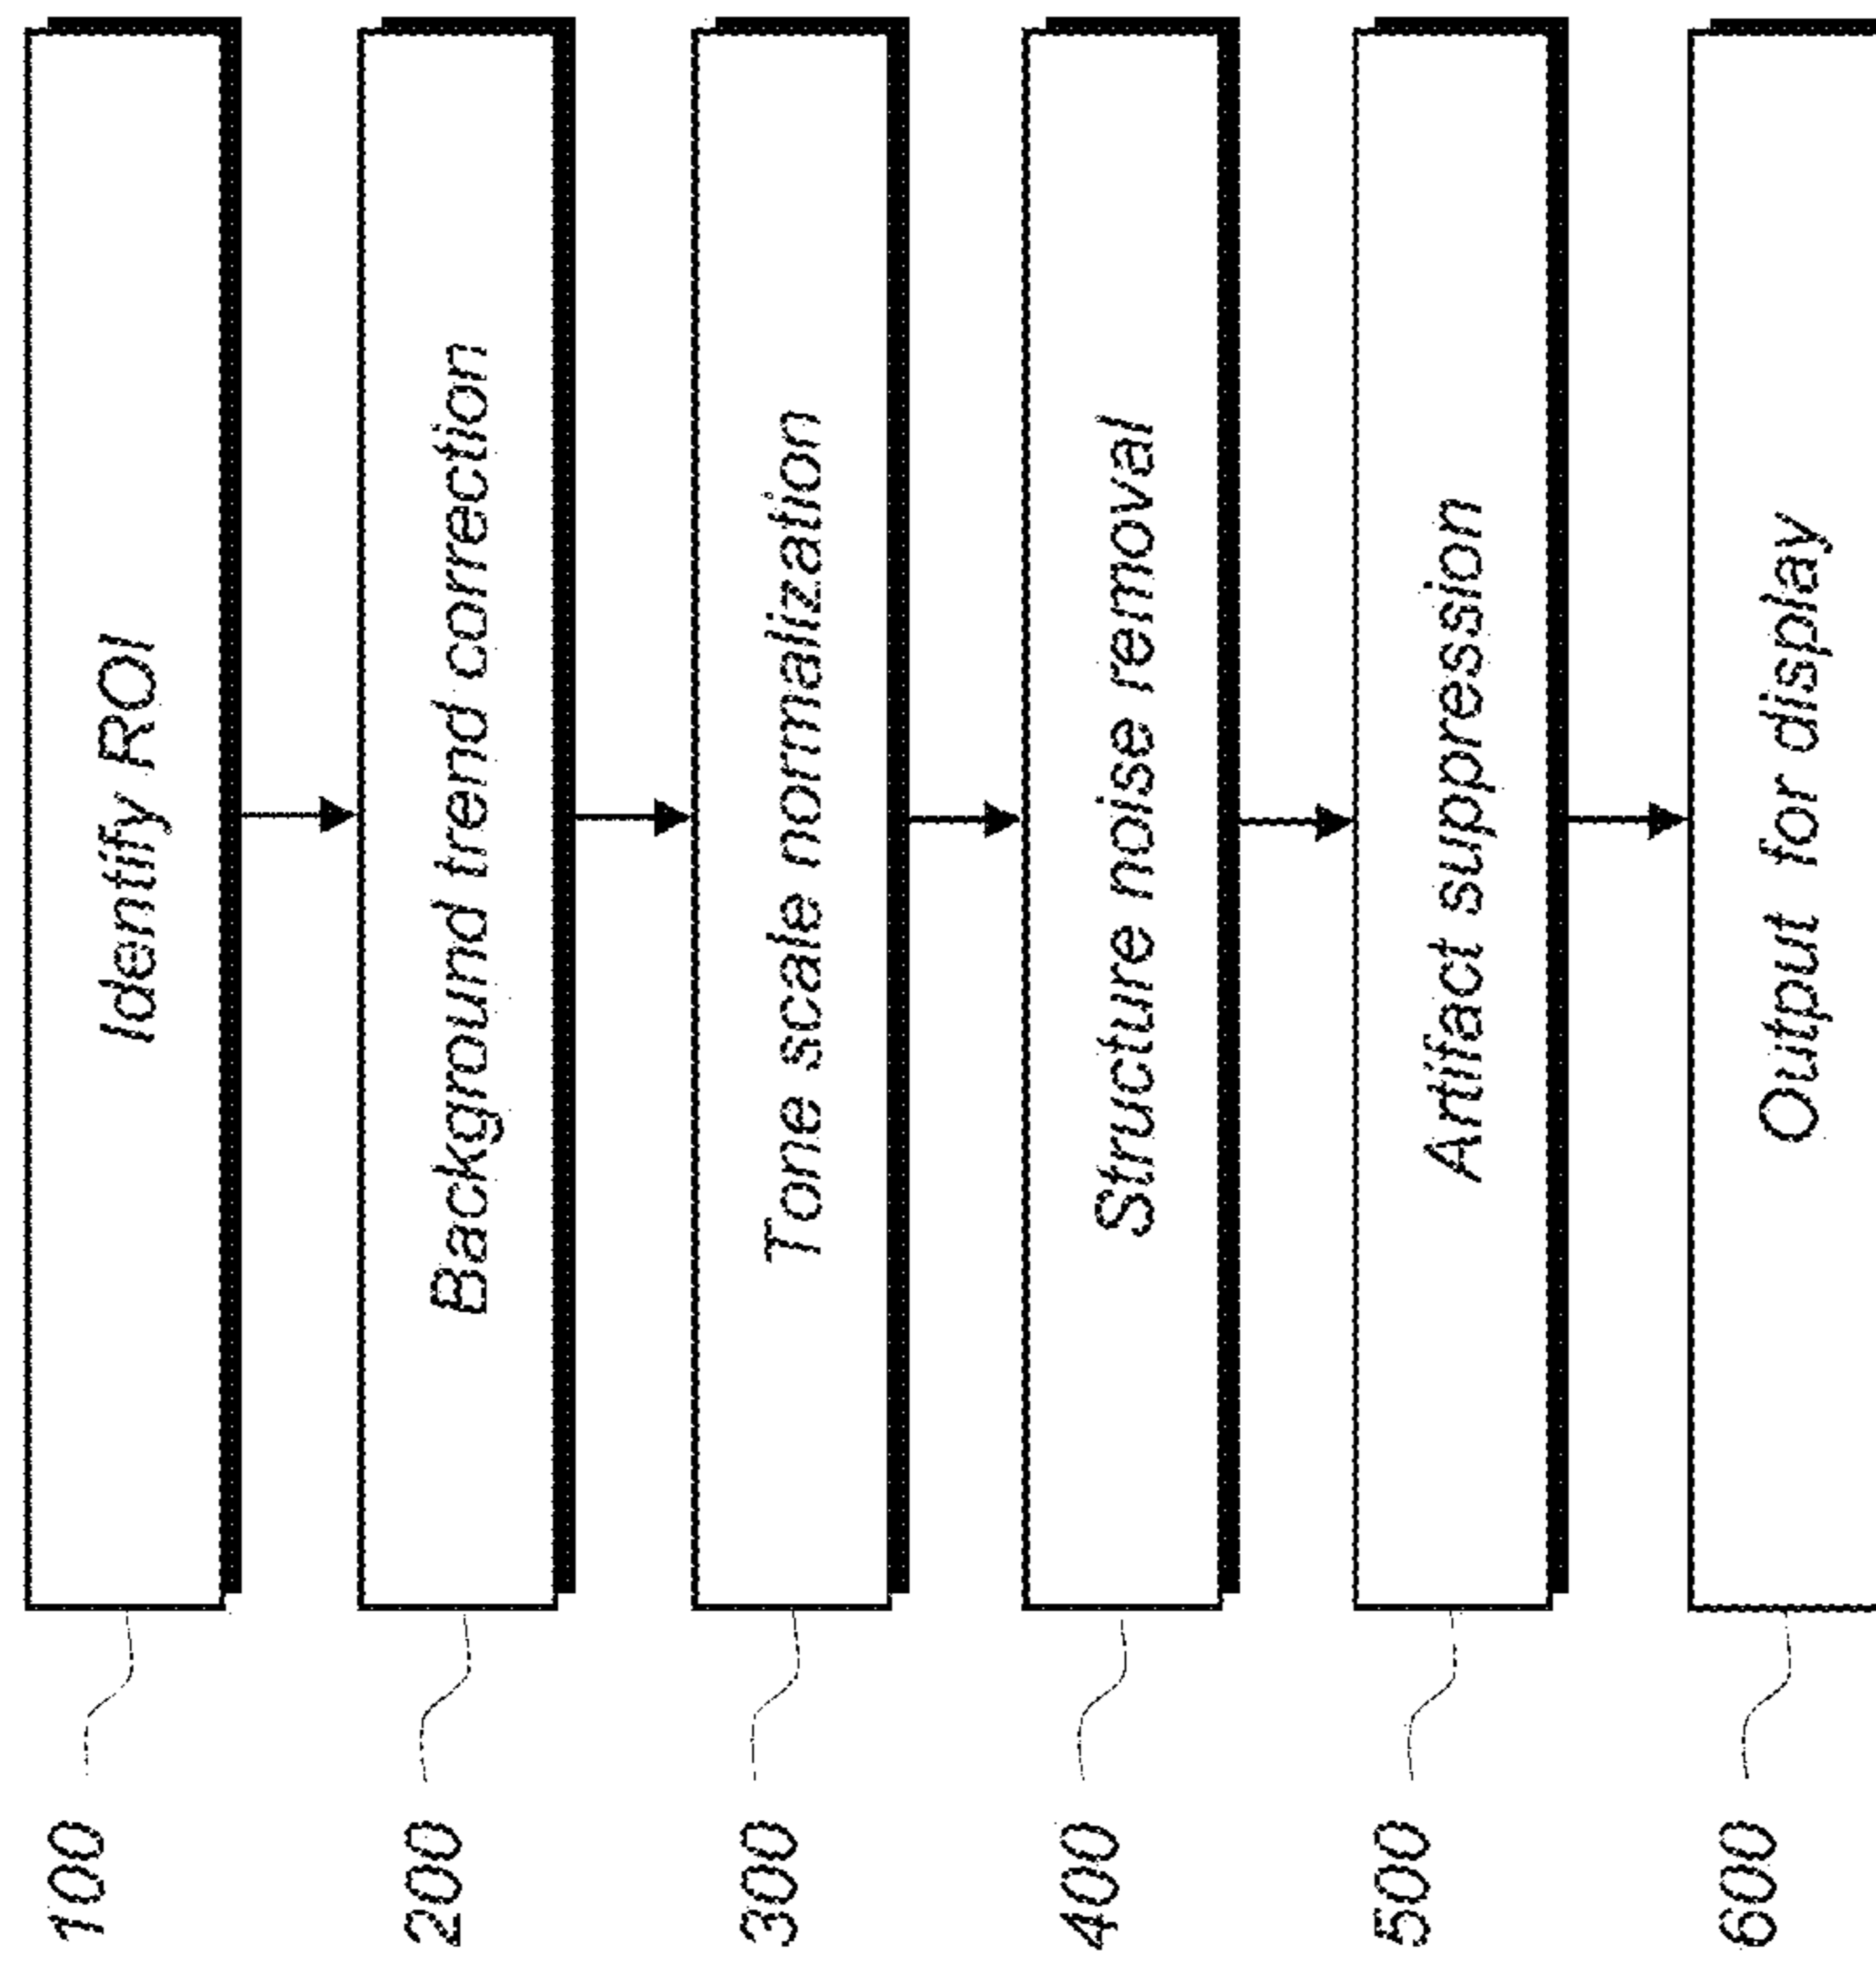 100
Identify ROI
200
Background trend correction
300
Tone scale normalization
400
Structure noise removal
500
Artifact suppression
600
Output for display